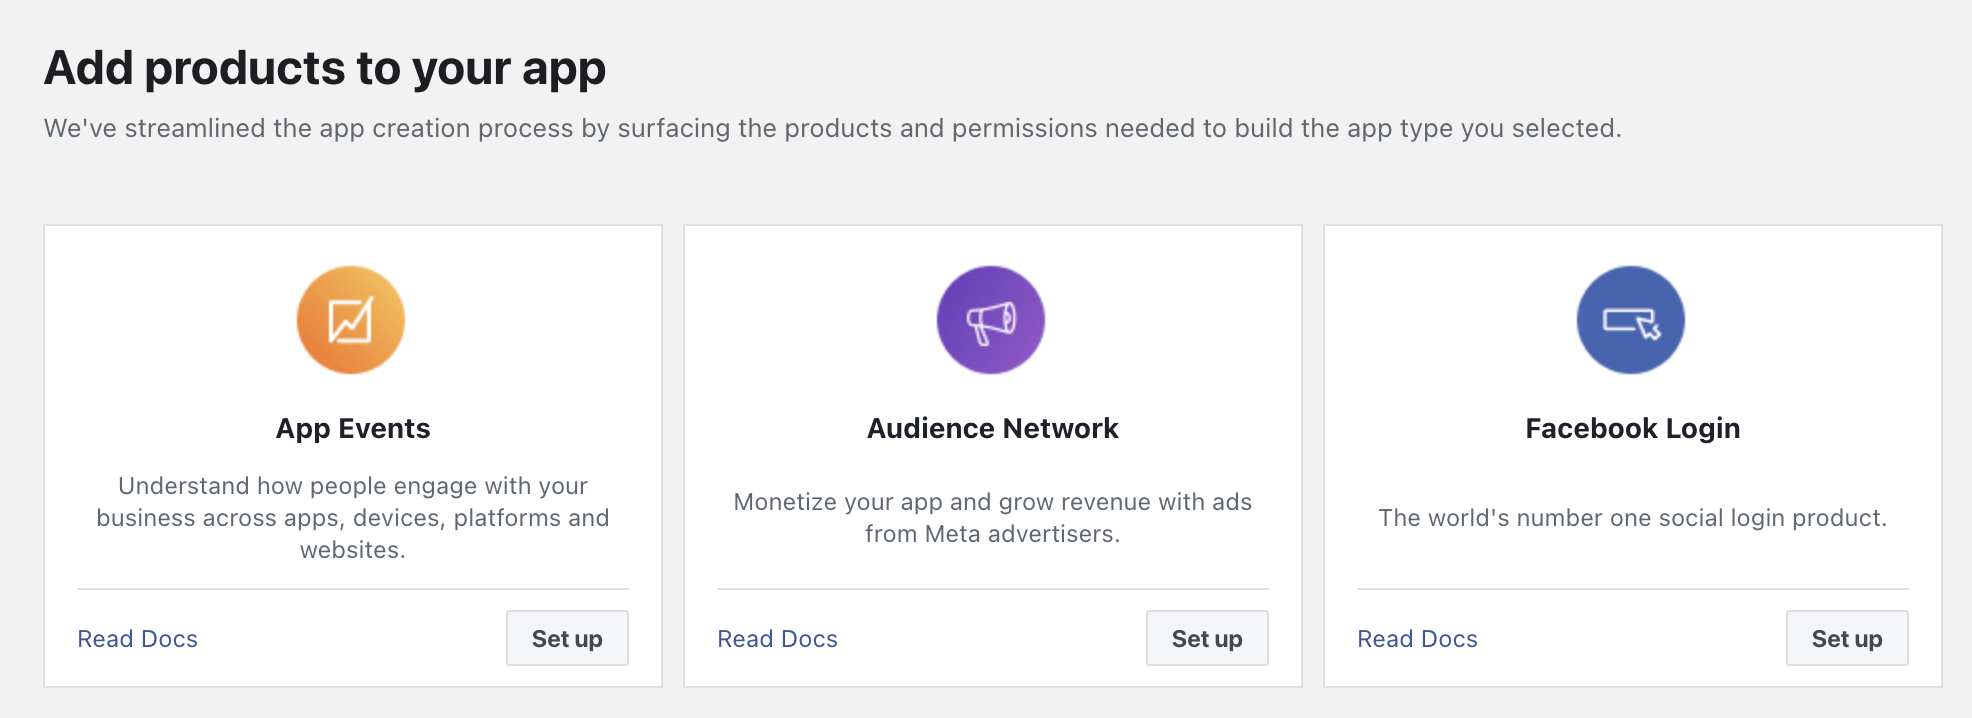 Add products to your app
We've streamlined the app creation process by surfacing the products and permissions needed to build the app type you selected.
App Events
Understand how people engage with your
business across apps, devices, platforms and
websites.
Read Docs
Set up
Audience Network
Monetize your app and grow revenue with ads
from Meta advertisers.
Read Docs
Set up
Facebook Login
The world's number one social login product.
Read Docs
Set up